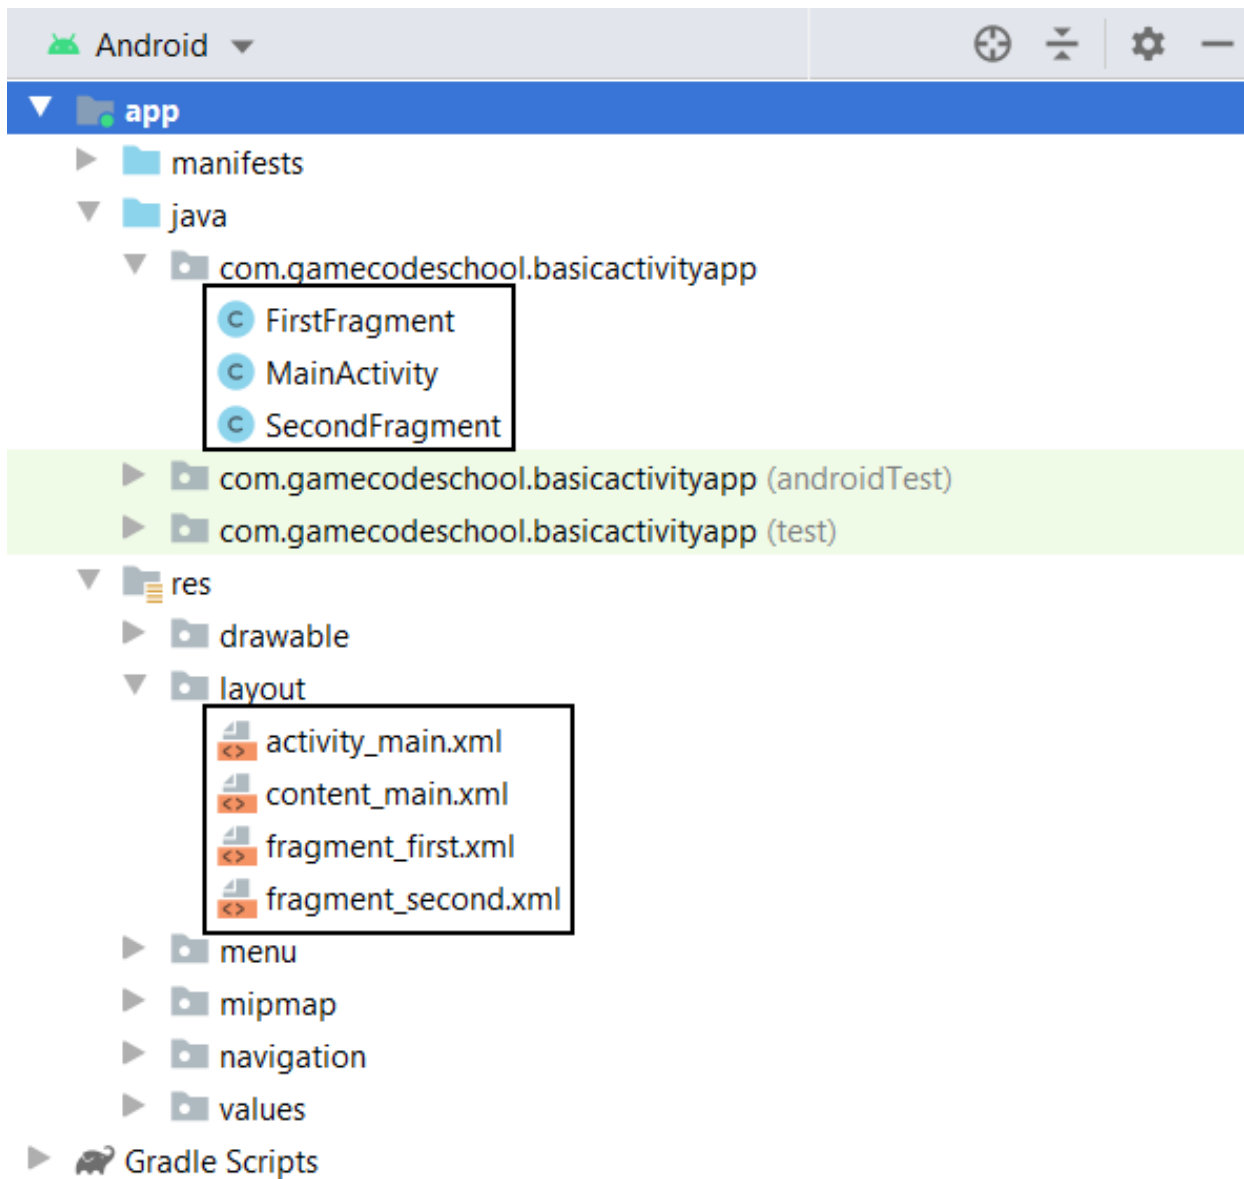 Android
app
manifests
java
com.gamecodeschool.basicactivityapp
C FirstFragment
C MainActivity
C SecondFragment
com.gamecodeschool.basicactivityapp (androidTest)
com.gamecodeschool.basicactivityapp (test)
res
drawable
layout
activity_main.xml
content_main.xml
fragment_first.xml
fragment_second.xml
menu
mipmap
navigation
values
Gradle Scripts